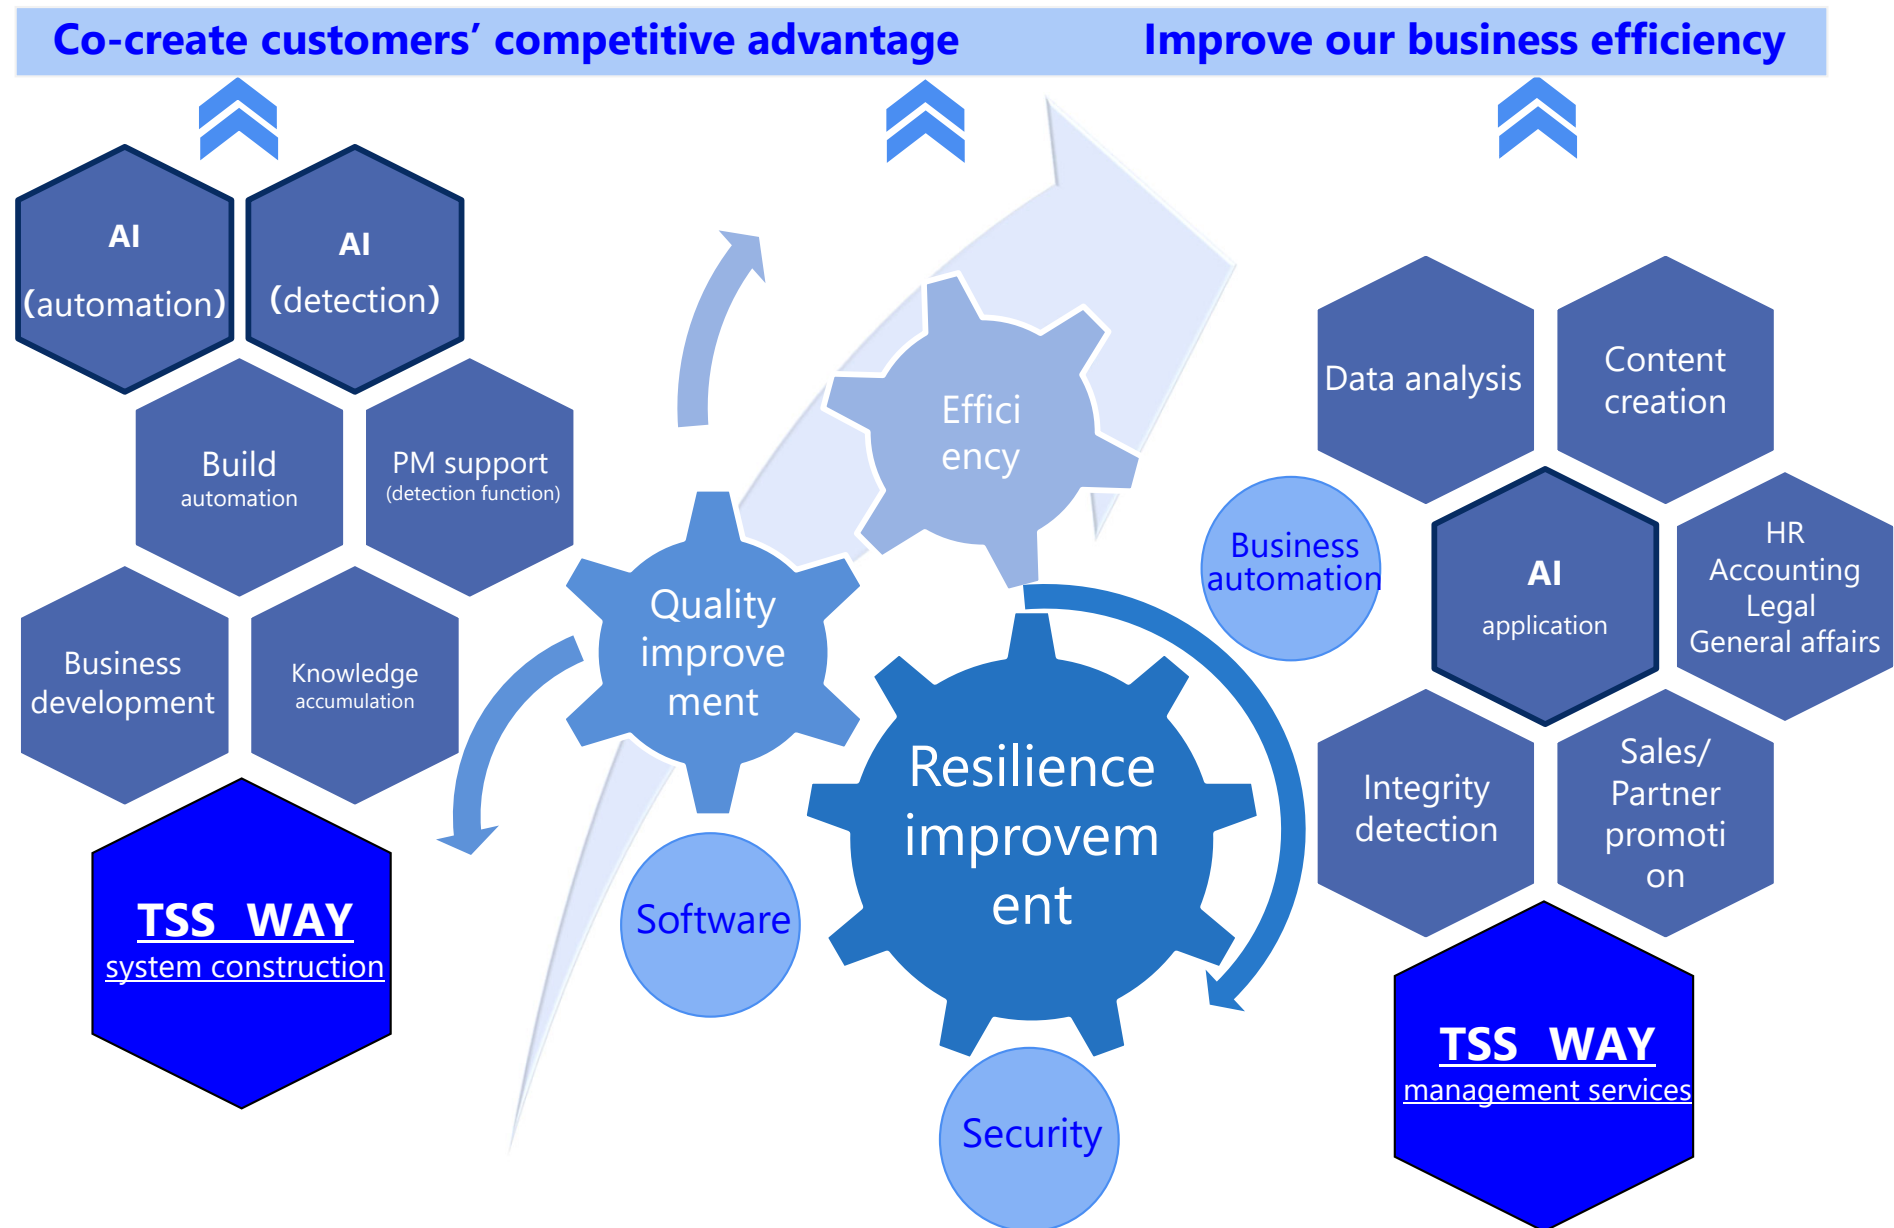 Co-create customers’ competitive advantage
Improve our business efficiency
AI
(automation)
AI
(detection)
Build
automation
PM support
(detection function)
Business
development
Knowledge
accumulation
TSS WAY
system construction
Effici
ency
Quality
improve
ment
Resilience
improvem
ent
Software
Security
Business
automation
Data analysis
Content
creation
AI
application
HR
Accounting
Legal
General affairs
Integrity
detection
Sales/
Partner
promoti
on
TSS WAY
management services